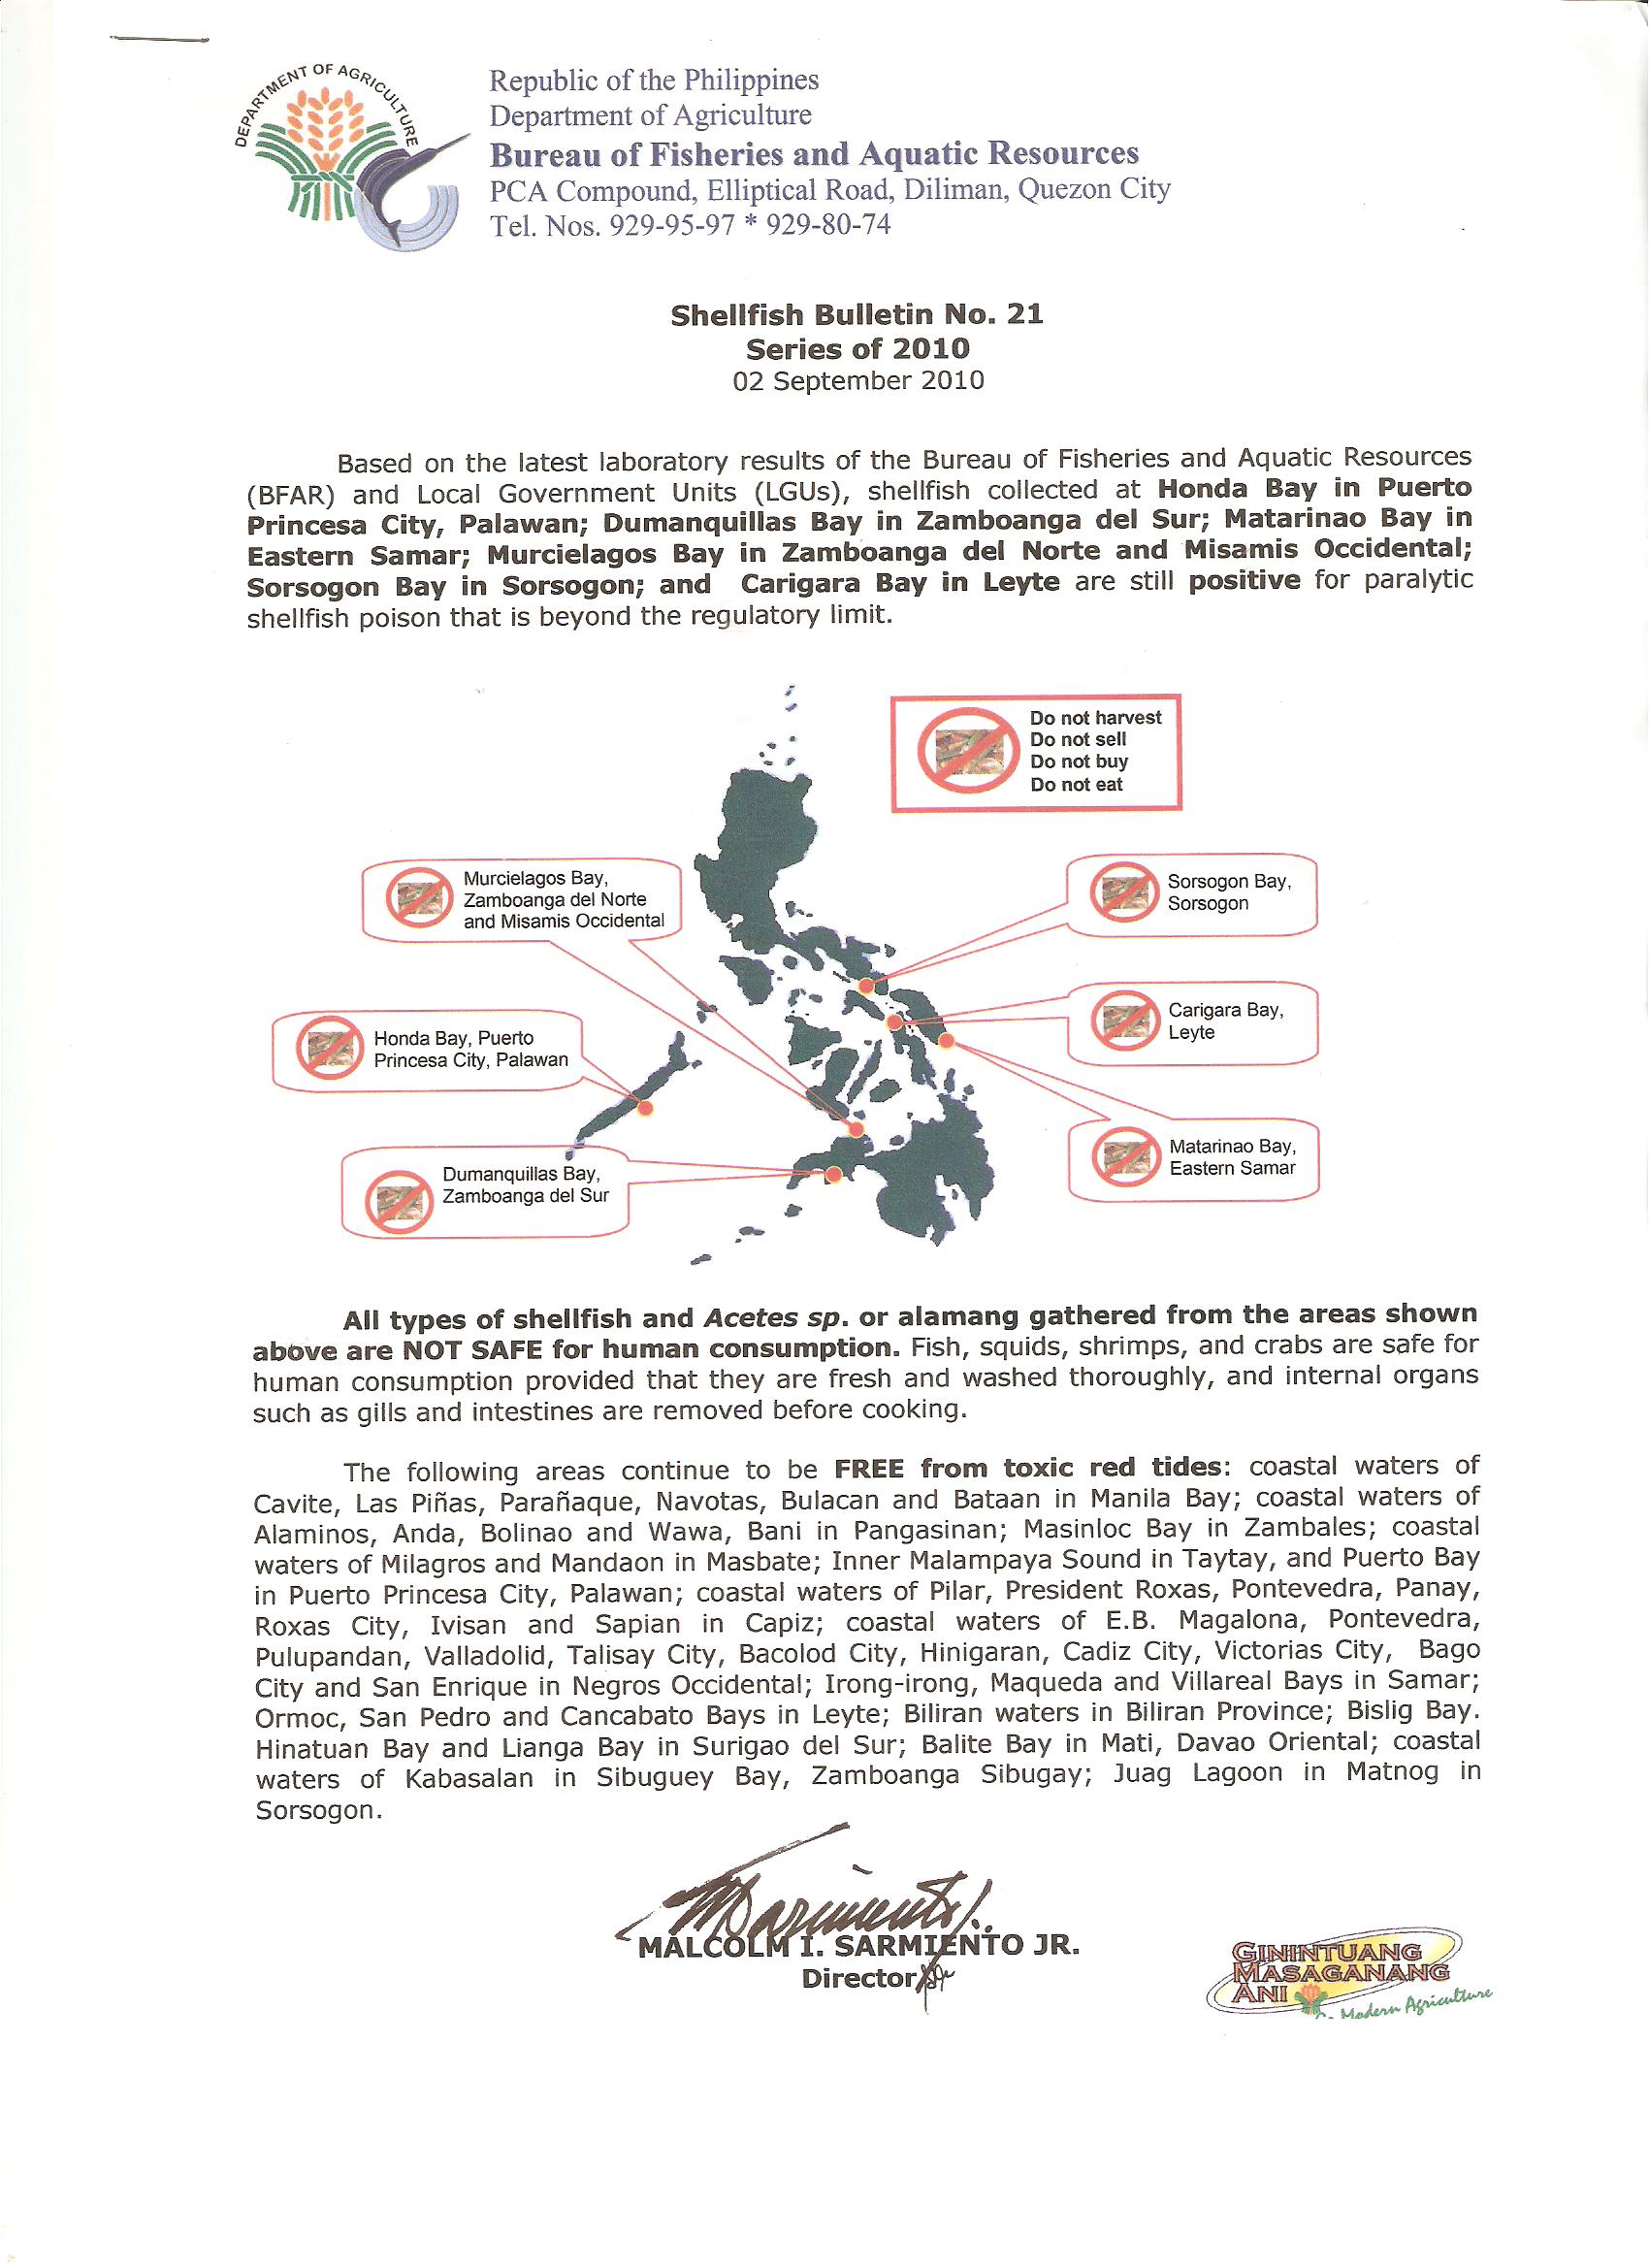 DEPARTMENT OF AGRICULTURE
Republic of the Philippines
Department of Agriculture
Bureau of Fisheries and Aquatic Resources
PCA Compound, Elliptical Road, Diliman, Quezon City
Tel. Nos. 929-95-97 * 929-80-74
Shellfish Bulletin No. 21
Series of 2010
02 September 2010
Based on the latest laboratory results of the Bureau of Fisheries and Aquatic Resources
(BFAR) and Local Government Units (LGUs), shellfish collected at Honda Bay in Puerto
Princesa City, Palawan; Dumanquillas Bay in Zamboanga del Sur; Matarinao Bay in
Eastern Samar; Murcielagos Bay in Zamboanga del Norte and Misamis Occidental;
Sorsogon Bay in Sorsogon; and Carigara Bay in Leyte are still positive for paralytic
shellfish poison that is beyond the regulatory limit.
Do not harvest
Do not sell
Do not buy
Do not eat
Murcielagos Bay,
Zamboanga del Norte
and Misamis Occidental
Sorsogon Bay,
Sorsogon
Honda Bay, Puerto
Princesa City, Palawan
Carigara Bay,
Leyte
Dumanquillas Bay,
Zamboanga del Sur
Matarinao Bay,
Eastern Samar
All types of shellfish and Acetes sp. or alamang gathered from the areas shown
above are NOT SAFE for human consumption. Fish, squids, shrimps, and crabs are safe for
human consumption provided that they are fresh and washed thoroughly, and internal organs
such as gills and intestines are removed before cooking.
The following areas continue to be FREE from toxic red tides: coastal waters of
Cavite, Las Piñas, Parañaque, Navotas, Bulacan and Bataan in Manila Bay; coastal waters of
Alaminos, Anda, Bolinao and Wawa, Bani in Pangasinan; Masinloc Bay in Zambales; coastal
waters of Milagros and Mandaon in Masbate; Inner Malampaya Sound in Taytay, and Puerto Bay
in Puerto Princesa City, Palawan; coastal waters of Pilar, President Roxas, Pontevedra, Panay,
Roxas City, Ivisan and Sapian in Capiz; coastal waters of E.B. Magalona, Pontevedra,
Pulupandan, Valladolid, Talisay City, Bacolod City, Hinigaran, Cadiz City, Victorias City, Bago
City and San Enrique in Negros Occidental; Irong-irong, Maqueda and Villareal Bays in Samar;
Ormoc, San Pedro and Cancabato Bays in Leyte; Biliran waters in Biliran Province; Bislig Bay.
Hinatuan Bay and Lianga Bay in Surigao del Sur; Balite Bay in Mati, Davao Oriental; coastal
waters of Kabasalan in Sibuguey Bay, Zamboanga Sibugay; Juag Lagoon in Matnog in
Sorsogon.
MALCOLM I. SARMIENTO JR.
Director
GININTUANG
MASAGANANG
ANI
Modern Agriculture